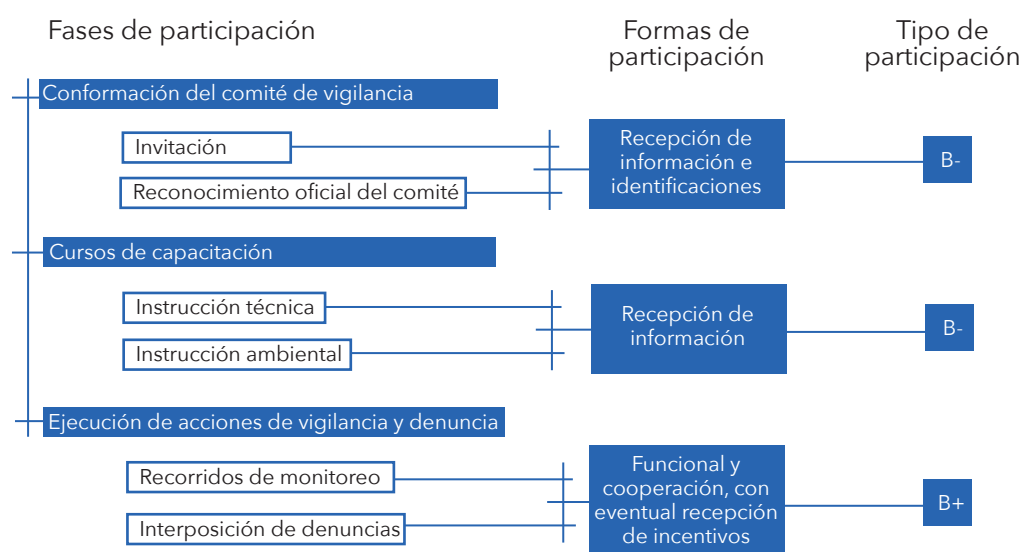 Fases de participación
Formas de
participación
Tipo de
participación
Conformación del comité de vigilancia
Invitación
Reconocimiento oficial del comité
Recepción de
información e
identificaciones
B-
Cursos de capacitación
Instrucción técnica
Instrucción ambiental
Recepción de
información
B-
Ejecución de acciones de vigilancia y denuncia
Recorridos de monitoreo
Interposición de denuncias
Funcional y
cooperación, con
eventual recepción
de incentivos
B+